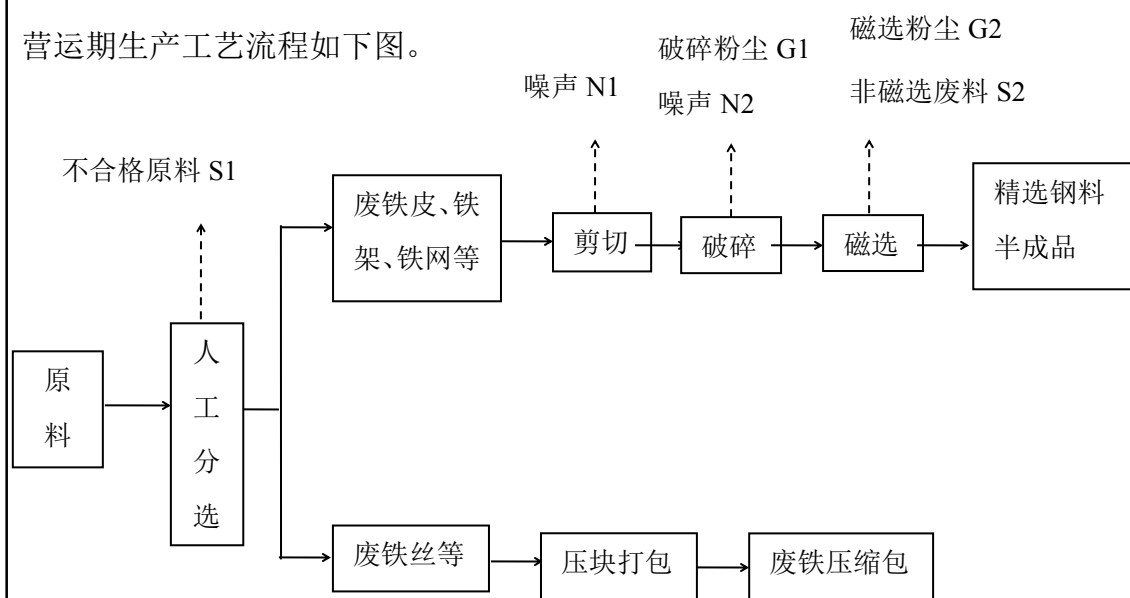 营运期生产工艺流程如下图。
磁选粉尘 G2
非磁选废料 S2
破碎粉尘 G1
噪声 N2
噪声 N1
不合格原料 S1
原
料
人
工
分
选
废铁皮、铁
架、铁网等
剪切
破碎
磁选
精选钢料
半成品
废铁丝等
压块打包
废铁压缩包